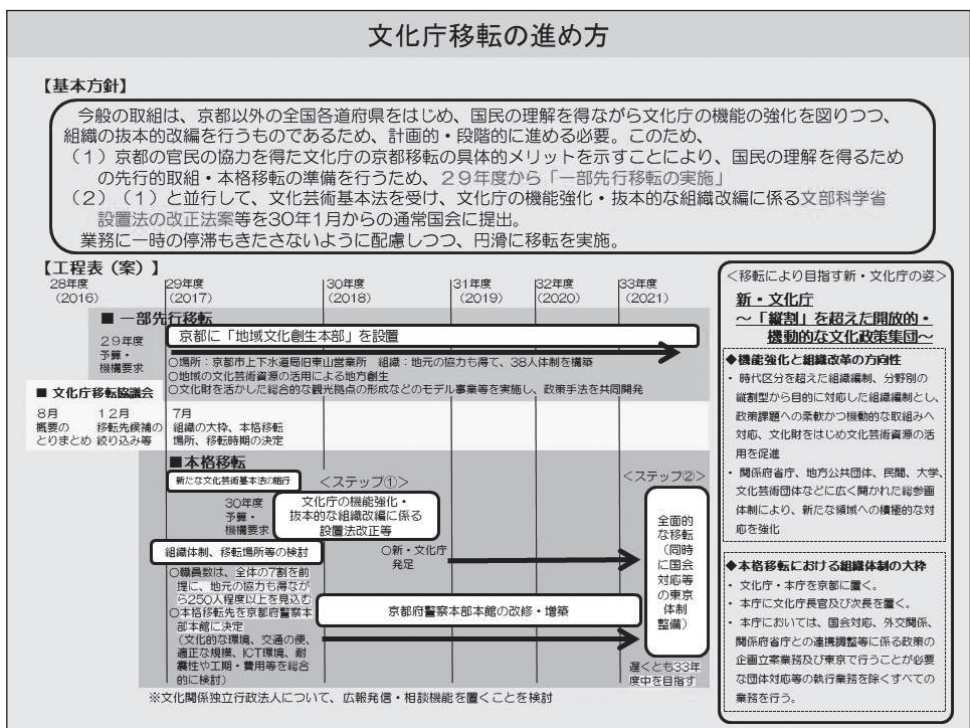 文化庁移転の進め方
【基本方針】
今般の取組は、京都以外の全国各道府県をはじめ、国民の理解を得ながら文化庁の機能の強化を図りつつ、
組織の抜本的改編を行うものであるため、計画的・段階的に進める必要。このため、
（１）京都の官民の協力を得た文化庁の京都移転の具体的メリットを示すことにより、国民の理解を得るため
の先行的取組・本格移転の準備を行うため、２９年度から「一部先行移転の実施」
（２）（１）と並行して、文化芸術基本法を受け、文化庁の機能強化・抜本的な組織改編に係る文部科学省
設置法の改正法案等を30年１月からの通常国会に提出。
業務に一時の停滞もきたさないように配慮しつつ、円滑に移転を実施。
【工程表（案）】
28年度
(2016)
29年度
(2017)
30年度
(2018)
31年度
(2019)
32年度
(2020)
33年度
(2021)
■ 一部先行移転
２９年度
予算・
機構要求
京都に「地域文化創生本部」を設置
○場所：京都市上下水道局旧東山営業所　組織：地元の協力も得て、38人体制を構築
○地域の文化芸術資源の活用による地方創生
○文化財を活かした総合的な観光拠点の形成などのモデル事業等を実施し、政策手法を共同開発
■ 文化庁移転協議会
８月
概要の
とりまとめ
１２月
移転先候補の
絞り込み等
７月
組織の大枠、本格移転
場所、移転時期の決定
■本格移転
新たな文化芸術基本法の施行
<ステップ①>
<ステップ②>
30年度
予算・
機構要求
文化庁の機能強化・
抜本的な組織改編に係る
設置法改正等
組織体制、移転場所等の検討
○新・文化庁
発足
○職員数は、全体の7割を前
提に、地元の協力も得なが
ら250人程度以上を見込む
○本格移転先を京都府警察本
部本館に決定
（文化的な環境、交通の便、
適正な規模、ICT環境、耐
震性や工期・費用等を総合
的に検討）
京都府警察本部本館の改修・増築
全面的
な移転
（同時
に国会
対応等
の東京
体制
整備）
遅くとも33年
度中を目指す
※文化関係独立行政法人について、広報発信・相談機能を置くことを検討
<移転により目指す新・文化庁の姿>
新・文化庁
～「縦割」を超えた開放的・
機動的な文化政策集団～
◆機能強化と組織改革の方向性
・ 時代区分を超えた組織編制、分野別の
縦割型から目的に対応した組織編制とし、
政策課題への柔軟かつ機動的な取組みへ
対応、文化財をはじめ文化芸術資源の活
用を促進
・ 関係府省庁、地方公共団体、民間、大学、
文化芸術団体などに広く開かれた総参画
体制により、新たな領域への積極的な対
応を強化
◆本格移転における組織体制の大枠
・ 文化庁・本庁を京都に置く。
・ 本庁に文化庁長官及び次長を置く。
・ 本庁においては、国会対応、外交関係、
関係府省庁との連携調整等に係る政策の
企画立案業務及び東京で行うことが必要
な団体対応等の執行業務を除くすべての
業務を行う。